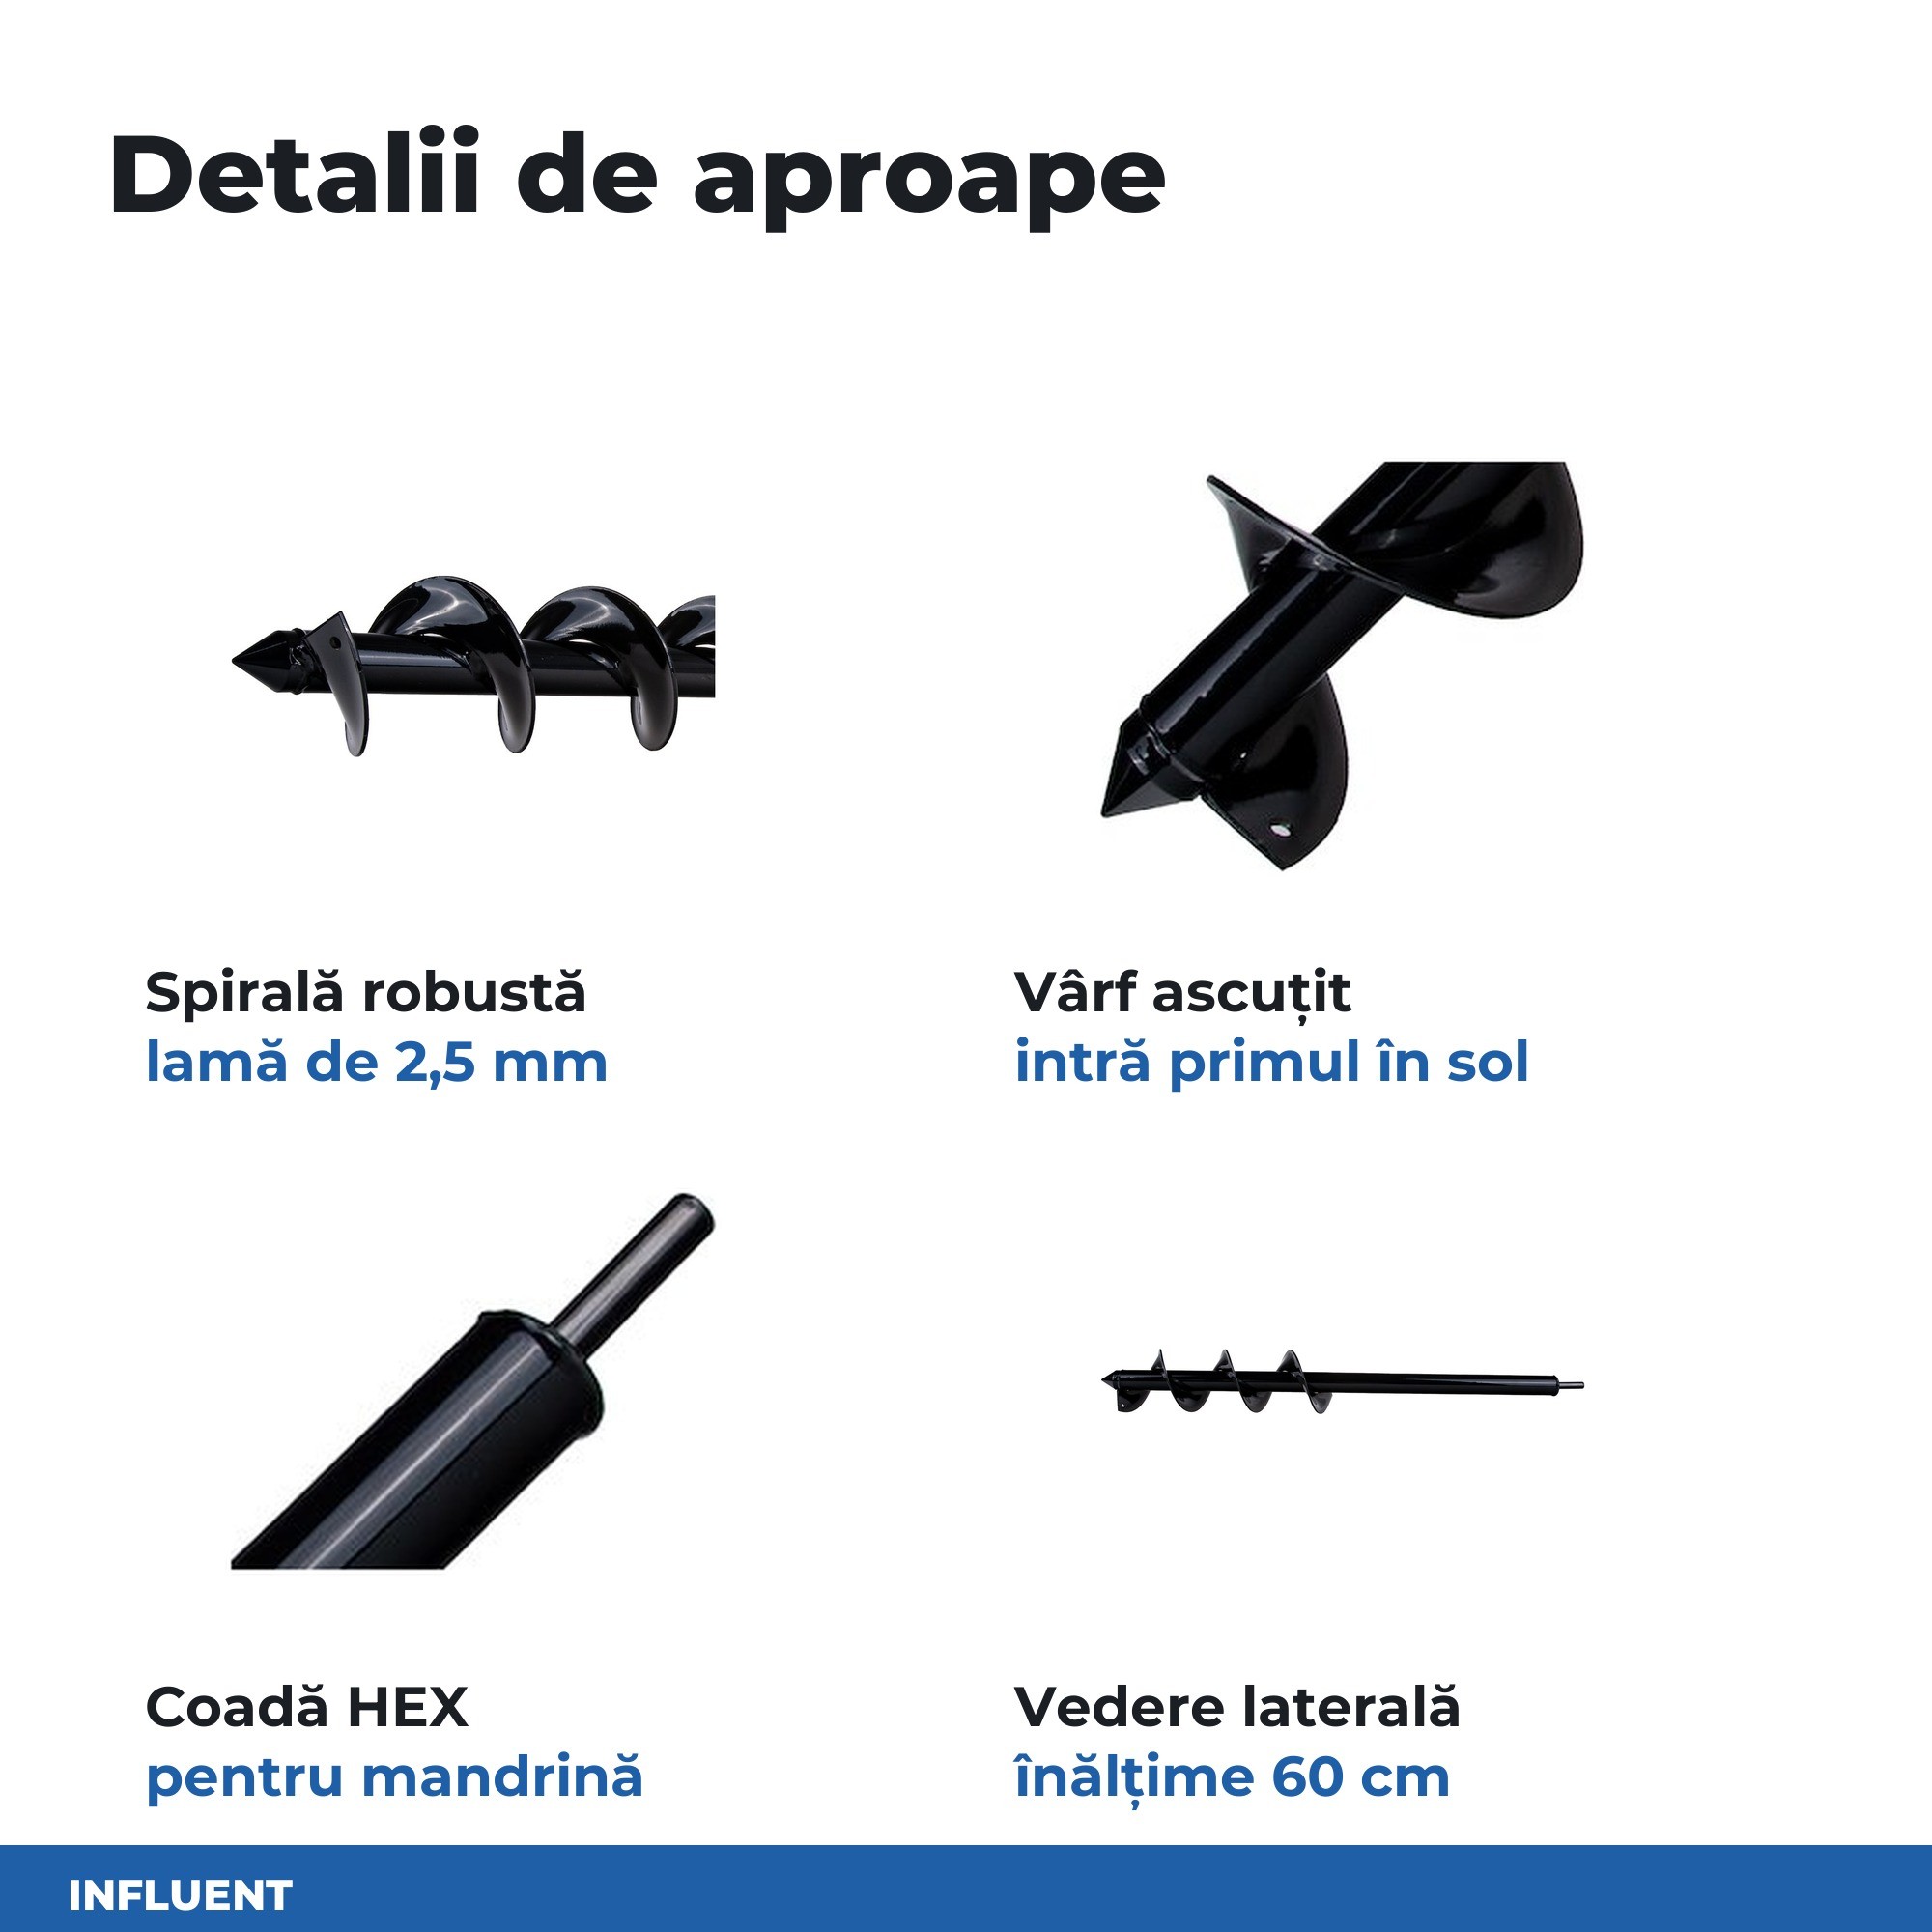 Detalii de aproape
Spirală robustă
lamă de 2,5 mm
Vârf ascuțit
intră primul în sol
Coadă HEX
pentru mandrină
Vedere laterală
înălțime 60 cm
INFLUENT